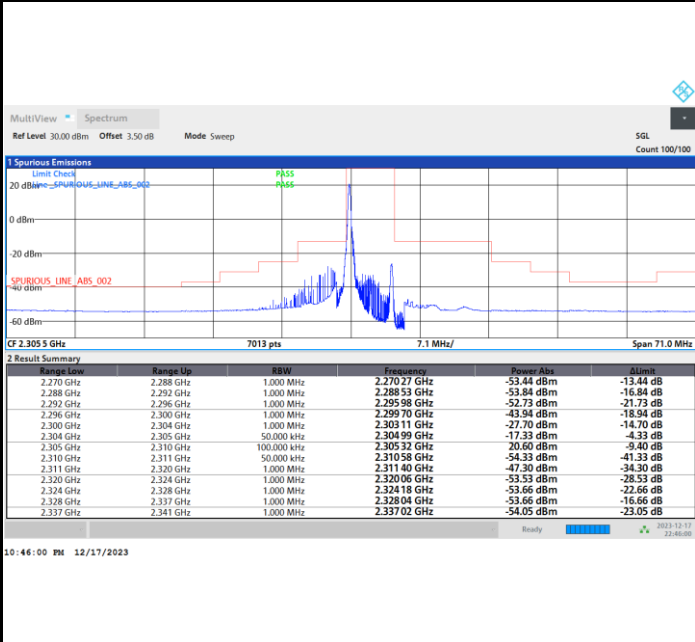 MultiView Spectrum
Ref Level 30.00 dBm Offset 3.50 dB Mode Sweep SGL
Count 100/100
1 Spurious Emissions
Limit Check PASS
20 dBm Line _SPURIOUS_LINE_ABS_002 PASS
0 dBm
-20 dBm
SPURIOUS_LINE_ABS_002
-40 dBm
-60 dBm
CF 2.305 5 GHz 7013 pts 7.1 MHz/ Span 71.0 MHz
2 Result Summary
Range Low Range Up RBW Frequency Power Abs ΔLimit
2.270 GHz 2.288 GHz 1.000 MHz 2.270 27 GHz -53.44 dBm -13.44 dB
2.288 GHz 2.292 GHz 1.000 MHz 2.288 53 GHz -53.84 dBm -16.84 dB
2.292 GHz 2.296 GHz 1.000 MHz 2.295 98 GHz -52.73 dBm -21.73 dB
2.296 GHz 2.300 GHz 1.000 MHz 2.299 70 GHz -43.94 dBm -18.94 dB
2.300 GHz 2.304 GHz 1.000 MHz 2.303 11 GHz -27.70 dBm -14.70 dB
2.304 GHz 2.305 GHz 50.000 kHz 2.304 99 GHz -17.33 dBm -4.33 dB
2.305 GHz 2.310 GHz 100.000 kHz 2.305 32 GHz 20.60 dBm -9.40 dB
2.310 GHz 2.311 GHz 50.000 kHz 2.310 58 GHz -54.33 dBm -41.33 dB
2.311 GHz 2.320 GHz 1.000 MHz 2.311 40 GHz -47.30 dBm -34.30 dB
2.320 GHz 2.324 GHz 1.000 MHz 2.320 06 GHz -53.53 dBm -28.53 dB
2.324 GHz 2.328 GHz 1.000 MHz 2.324 18 GHz -53.66 dBm -22.66 dB
2.328 GHz 2.337 GHz 1.000 MHz 2.328 04 GHz -53.66 dBm -16.66 dB
2.337 GHz 2.341 GHz 1.000 MHz 2.337 02 GHz -54.05 dBm -23.05 dB
Ready 2023-12-17
22:46:00
10:46:00 PM 12/17/2023